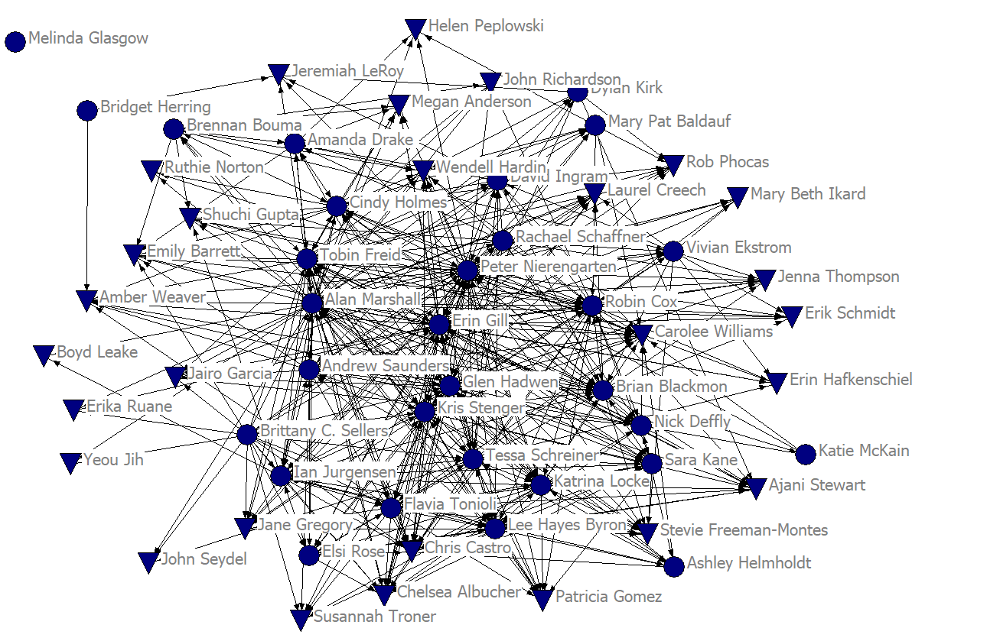 Helen Peplowski
Melinda Glasgow
Jeremiah LeRoy
John Richardson
Dylan Kirk
Megan Anderson
Bridget Herring
Mary Pat Baldauf
Brennan Bouma
Amanda Drake
Rob Phocas
Ruthie Norton
Wendell Hardin
David Ingram
Laurel Creech
Mary Beth Ikard
Cindy Holmes
Shuchi Gupta
Rachael Schaffner
Vivian Ekstrom
Emily Barrett
Tobin Freid
Peter Nierengarten
Jenna Thompson
Amber Weaver
Alan Marshall
Robin Cox
Erik Schmidt
Erin Gill
Carolee Williams
Boyd Leake
Andrew Saunders
Jairo Garcia
Glen Hadwen
Erin Hafkenschiel
Brian Blackmon
Erika Ruane
Kris Stenger
Nick Deffly
Brittany C. Sellers
Katie McKain
Tessa Schreiner
Yeou Jih
Sara Kane
Ian Jurgensen
Katrina Locke
Ajani Stewart
Flavia Tonioli
Jane Gregory
Lee Hayes Byron
Stevie Freeman-Montes
Chris Castro
Elsi Rose
John Seydel
Ashley Helmholdt
Chelsea Albucher
Patricia Gomez
Susannah Troner